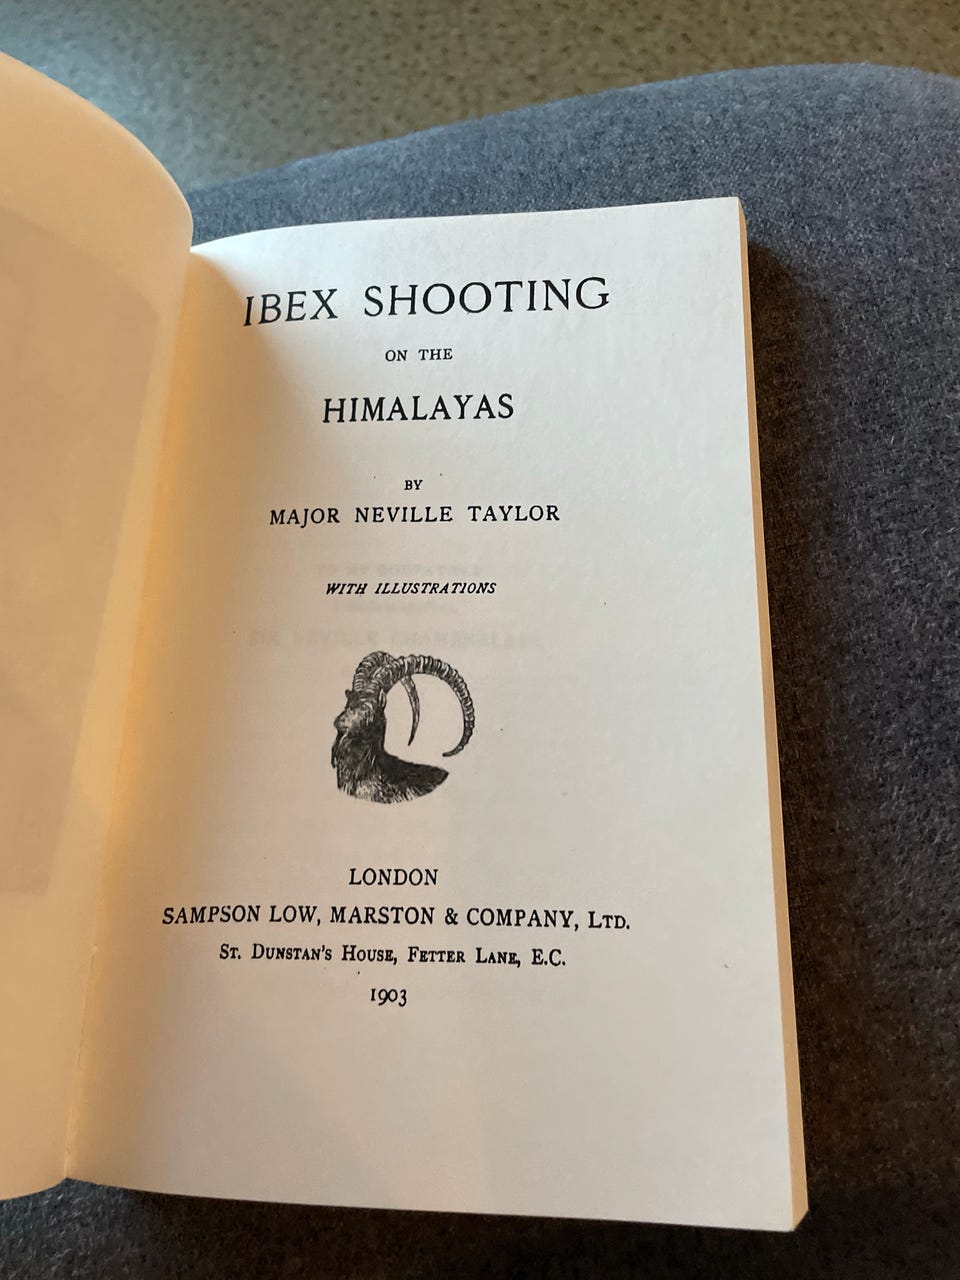 IBEX SHOOTING
ON THE
HIMALAYAS
BY
MAJOR NEVILLE TAYLOR
WITH ILLUSTRATIONS
LONDON
SAMPSON LOW, MARSTON & COMPANY, LTD.
ST. DUNSTAN'S HOUSE, FETTER LANE, E.C.
1903